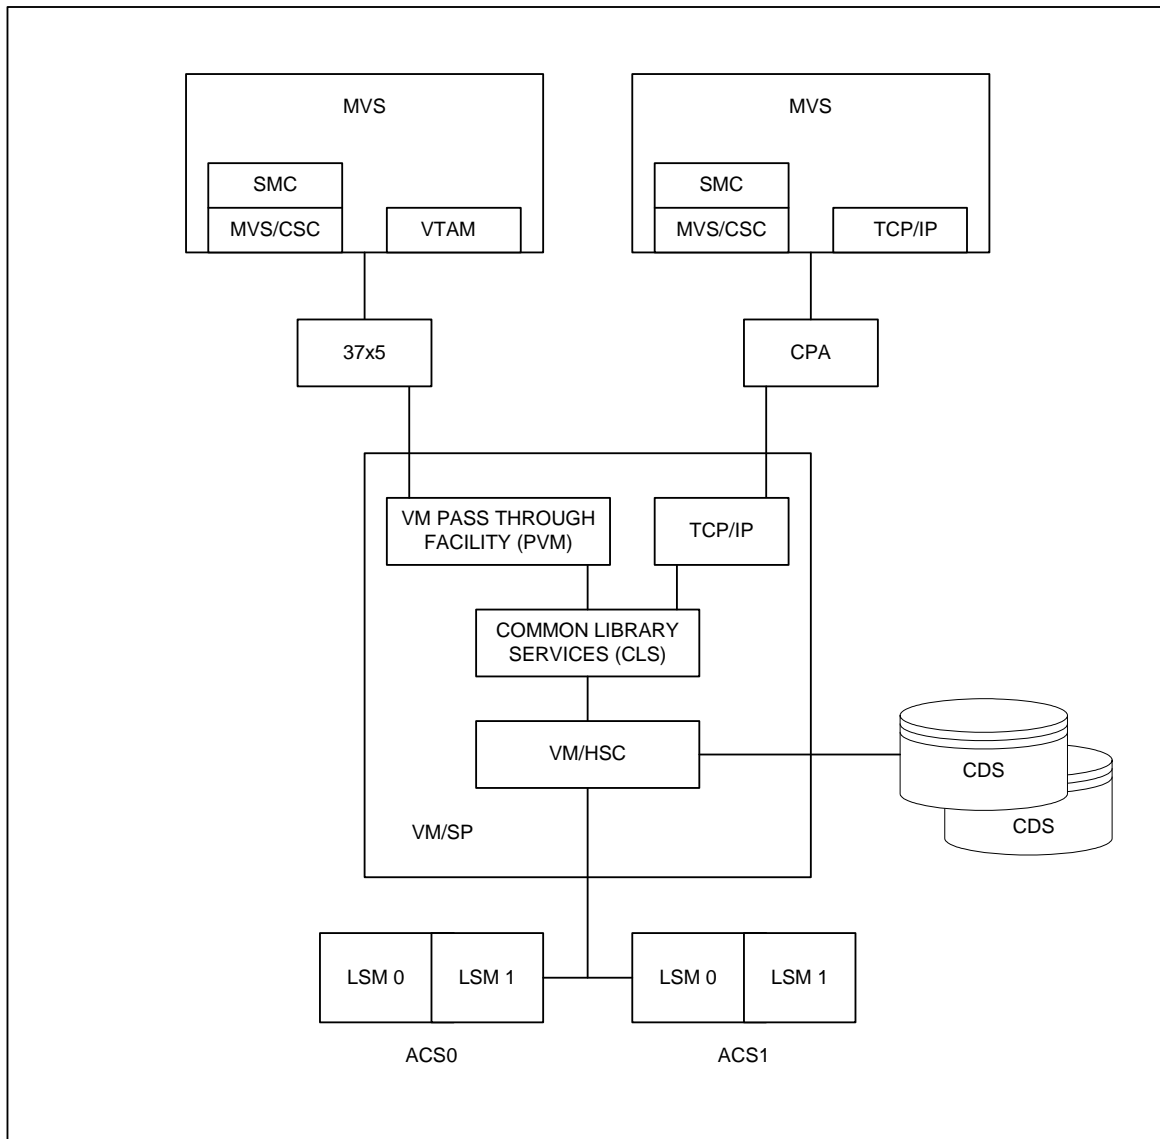 MVS
MVS
SMC
MVS/CSC
VTAM
SMC
MVS/CSC
TCP/IP
37x5
CPA
VM PASS THROUGH
FACILITY (PVM)
TCP/IP
COMMON LIBRARY
SERVICES (CLS)
VM/HSC
CDS
CDS
VM/SP
LSM 0
LSM 1
LSM 0
LSM 1
ACS0
ACS1